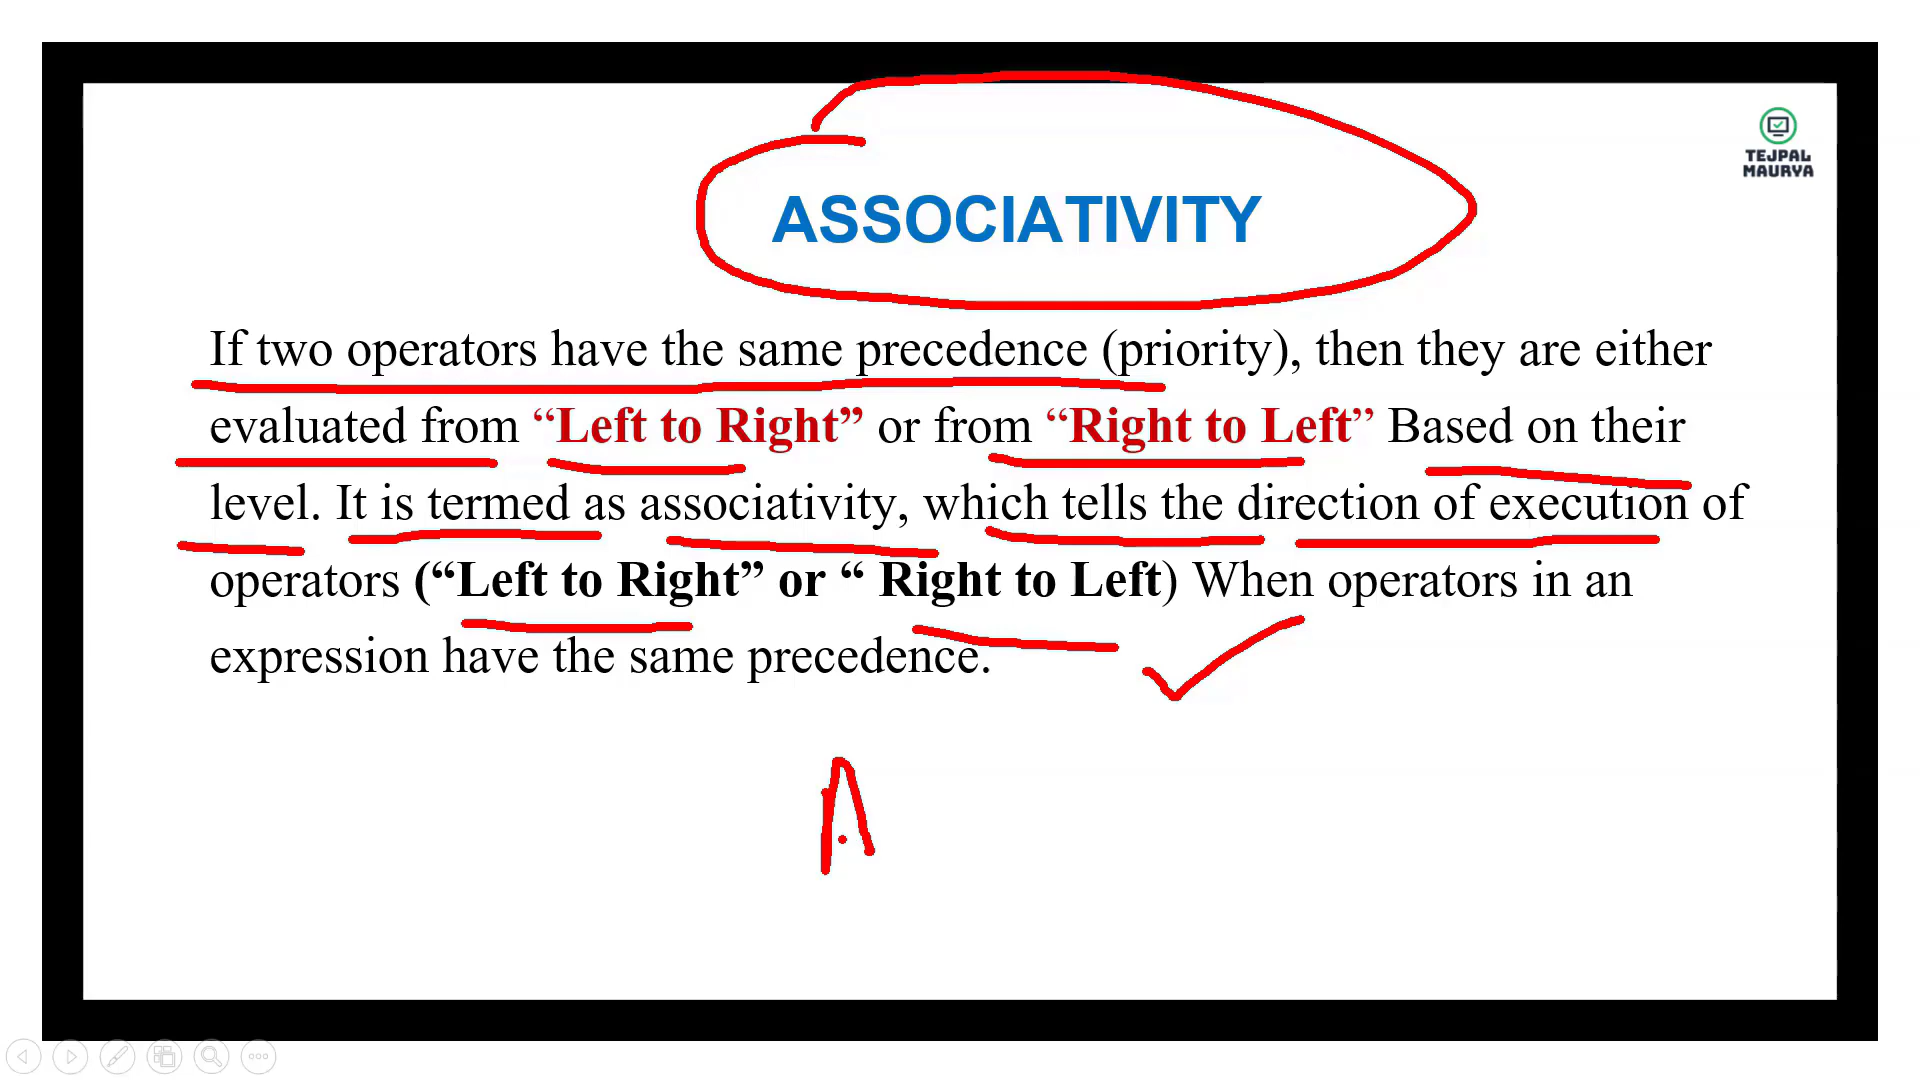 TEJPAL
MAURYA
ASSOCIATIVITY
If two operators have the same precedence (priority), then they are either
evaluated from “Left to Right” or from “Right to Left” Based on their
level. It is termed as associativity, which tells the direction of execution of
operators (“Left to Right” or “ Right to Left) When operators in an
expression have the same precedence.
A